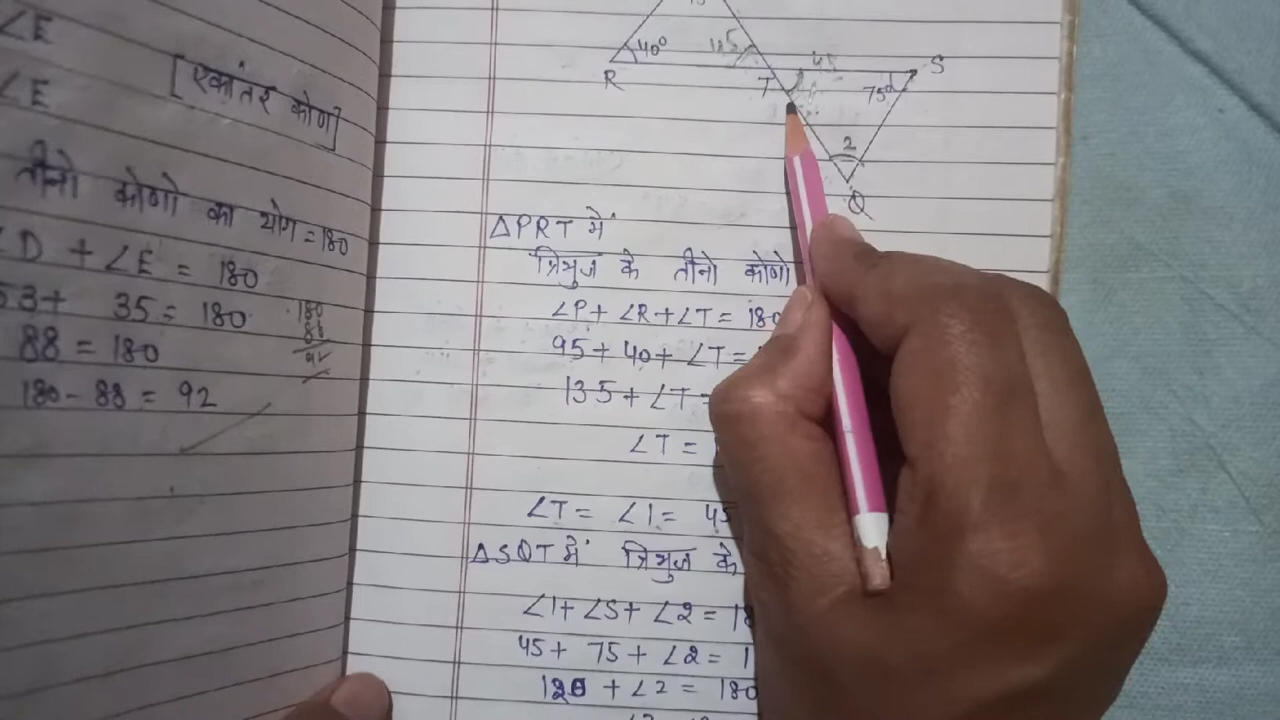 ∠E
∠E
[एकांतर कोण]
तीनो कोणो का योग = 180
∠D + ∠E = 180
53 + 35 = 180
180
88
92
88 = 180
180 - 88 = 92
40°
R
T
45
S
75°
2
Q
ΔPRT में
त्रिभुज के तीनो कोणो
∠P + ∠R + ∠T = 180
95 + 40 + ∠T =
135 + ∠T =
∠T =
∠T = ∠1 = 45
ΔSQT में त्रिभुज के
∠1 + ∠S + ∠2 = 18
45 + 75 + ∠2 = 1
120 + ∠2 = 180